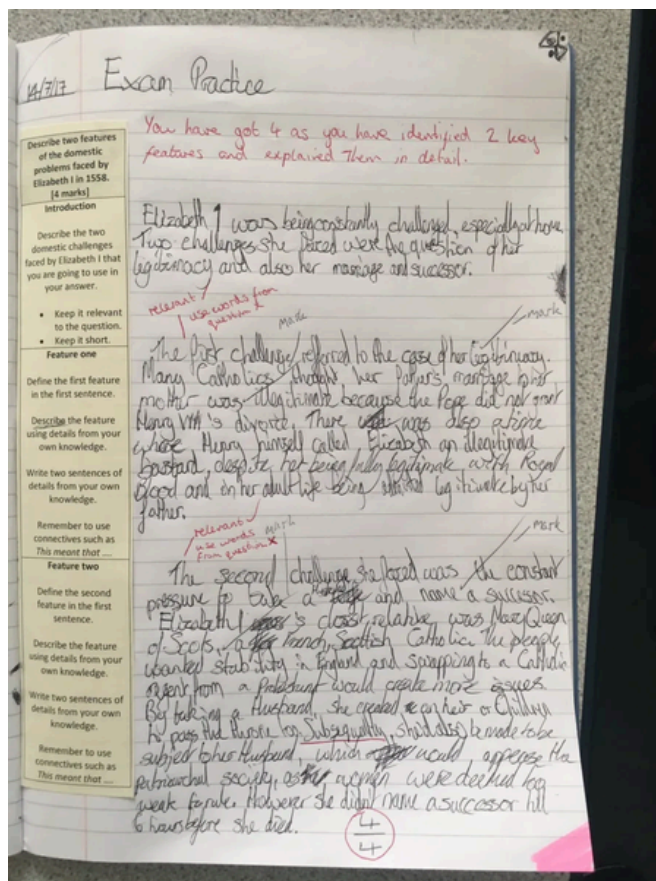 14/7/17 Exam Practice
Describe two features
of the domestic
problems faced by
Elizabeth I in 1558.
[4 marks]
Introduction
Describe the two
domestic challenges
faced by Elizabeth I that
you are going to use in
your answer.
• Keep it relevant
to the question.
• Keep it short.
Feature one
Define the first feature
in the first sentence.
Describe the feature
using details from your
own knowledge.
Write two sentences of
details from your own
knowledge.
Remember to use
connectives such as
This meant that ....
Feature two
Define the second
feature in the first
sentence.
Describe the feature
using details from your
own knowledge.
Write two sentences of
details from your own
knowledge.
Remember to use
connectives such as
This meant that ....
You have got 4 as you have identified 2 key
features and explained them in detail.
Elizabeth 1 was being constantly challenged, especially at home.
Two challenges she faced were the question of her
legitimacy and also her marriage and successor.
relevant
use words from
question
mark
mark
The first challenge referred to the case of her legitimacy.
Many Catholics thought her Father's marriage to her
mother was illegitimate because the Pope did not grant
Henry VIII's divorce. There was also a time
where Henry himself called Elizabeth an illegitimate
bastard, despite her being fully legitimate with Royal
blood and in her adult life being legitimate by her
father.
relevant
use words
from question
mark
mark
The second challenge she faced was the constant
pressure to take a and name a sucessor.
Elizabeth 1's closest relative was Mary Queen
of Scots, a French, Scottish Catholic. The people
wanted stability in England and swapping to a Catholic
regent from a Protestant would create more issues.
By taking a Husband, she created an heir or Children
to pass the throne to. Subsequently, she'd also be made to be
subject to her Husband, which would appease the
patriarchal society, as women were deemed too
weak to rule. However she didn't name a successor till
6 hours before she died.
4
4